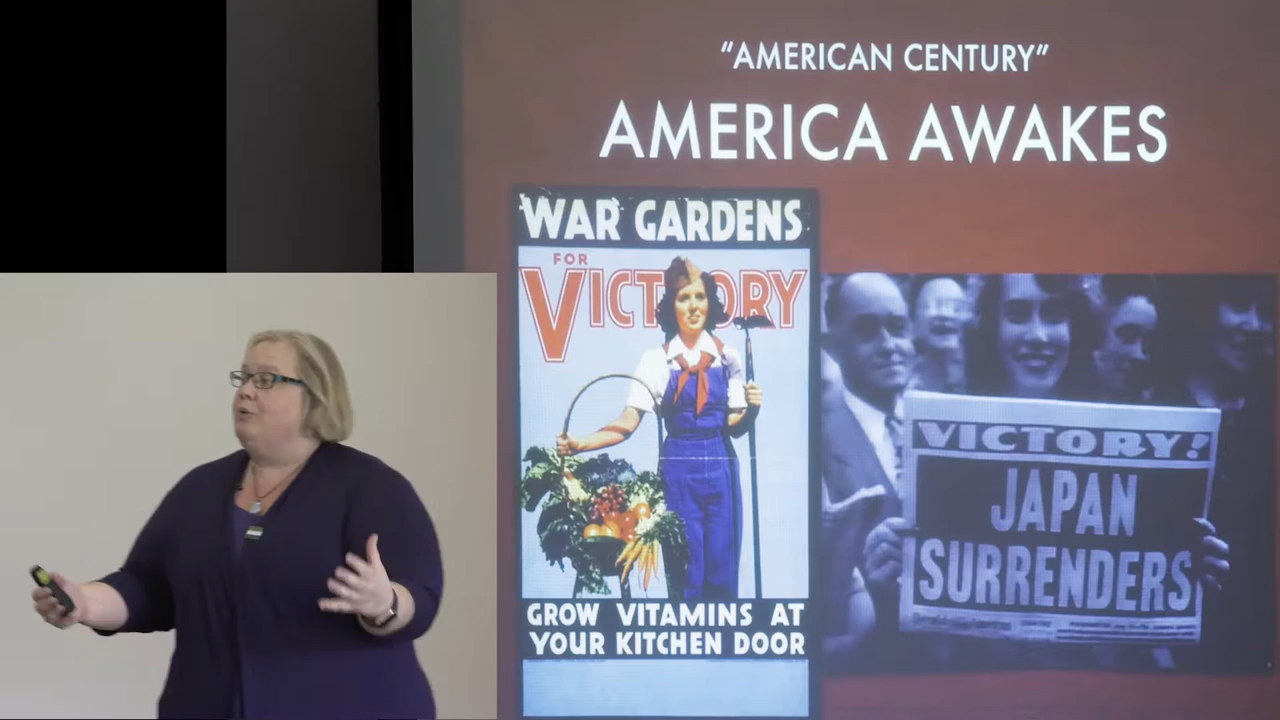 “AMERICAN CENTURY”
AMERICA AWAKES
WAR GARDENS
FOR
VICTORY
GROW VITAMINS AT
YOUR KITCHEN DOOR
VICTORY!
JAPAN
SURRENDERS